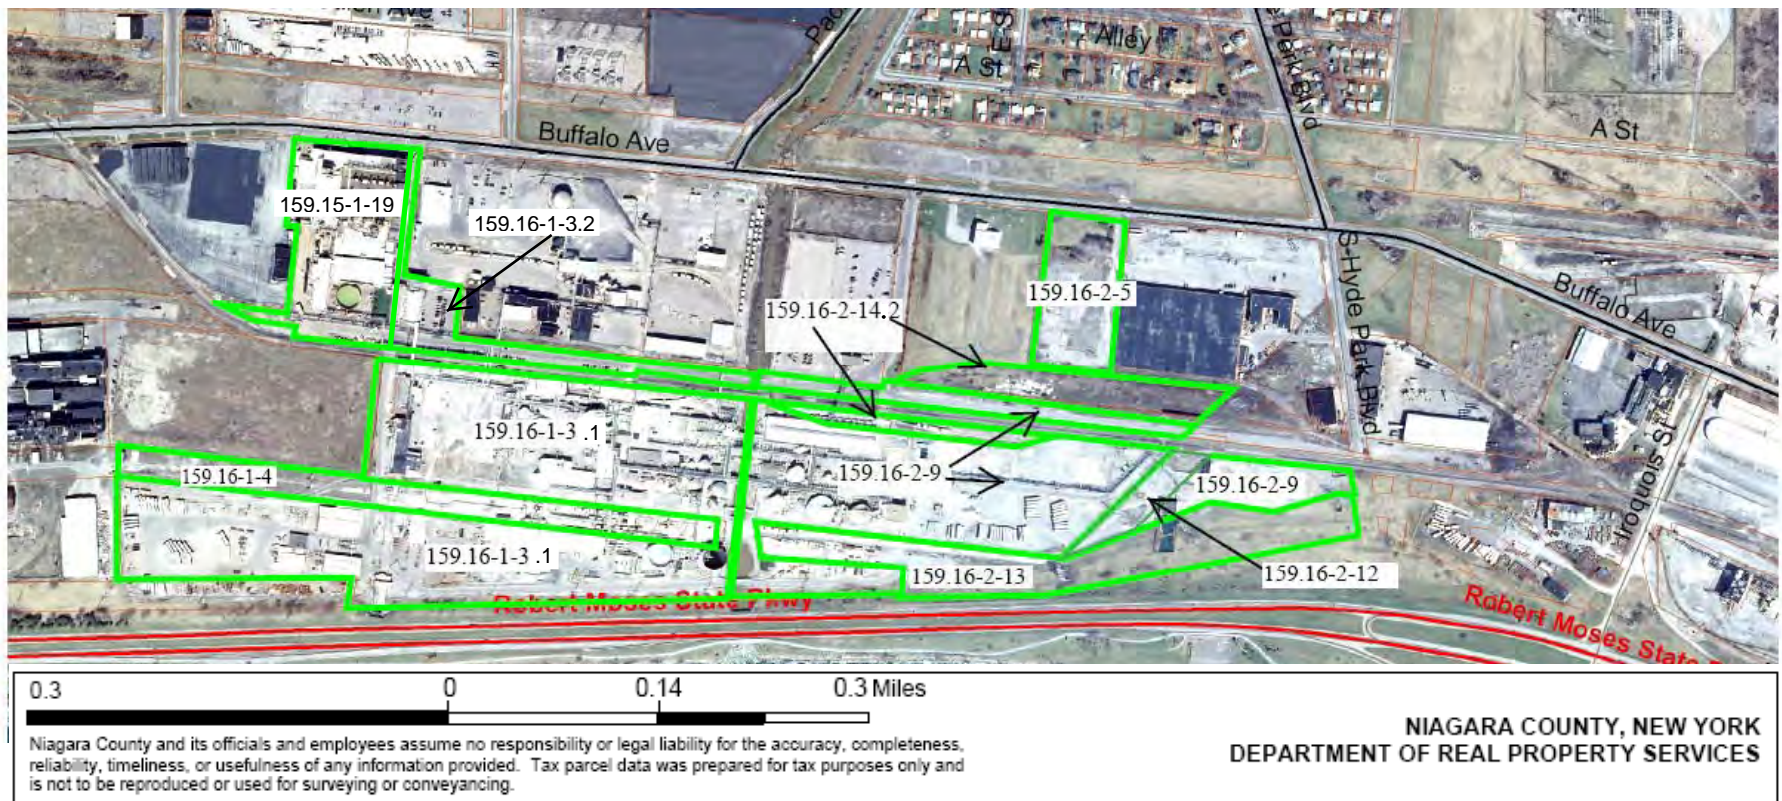 Alley
A St
E St
e Park Blvd
A St
Buffalo Ave
159.15-1-19
159.16-1-3.2
159.16-2-5
159.16-2-14.2
S-Hyde Park Blvd
Buffalo Ave
159.16-1-3 .1
159.16-2-9
159.16-2-9
159.16-1-4
Iroquois St
159.16-1-3 .1
159.16-2-13
159.16-2-12
Robert Moses State Pkwy
Robert Moses State
0.3 0 0.14 0.3 Miles
Niagara County and its officials and employees assume no responsibility or legal liability for the accuracy, completeness,
reliability, timeliness, or usefulness of any information provided. Tax parcel data was prepared for tax purposes only and
is not to be reproduced or used for surveying or conveyancing.
NIAGARA COUNTY, NEW YORK
DEPARTMENT OF REAL PROPERTY SERVICES